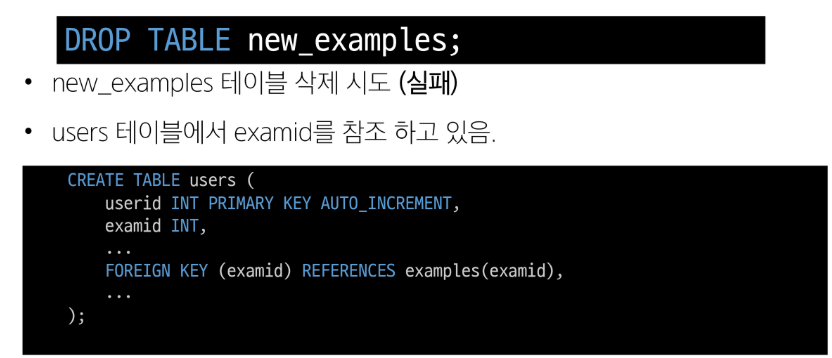 DROP TABLE new_examples;
• new_examples 테이블 삭제 시도 (실패)
• users 테이블에서 examid를 참조 하고 있음.
CREATE TABLE users (
    userid INT PRIMARY KEY AUTO_INCREMENT,
    examid INT,
    ...
    FOREIGN KEY (examid) REFERENCES examples(examid),
    ...
);